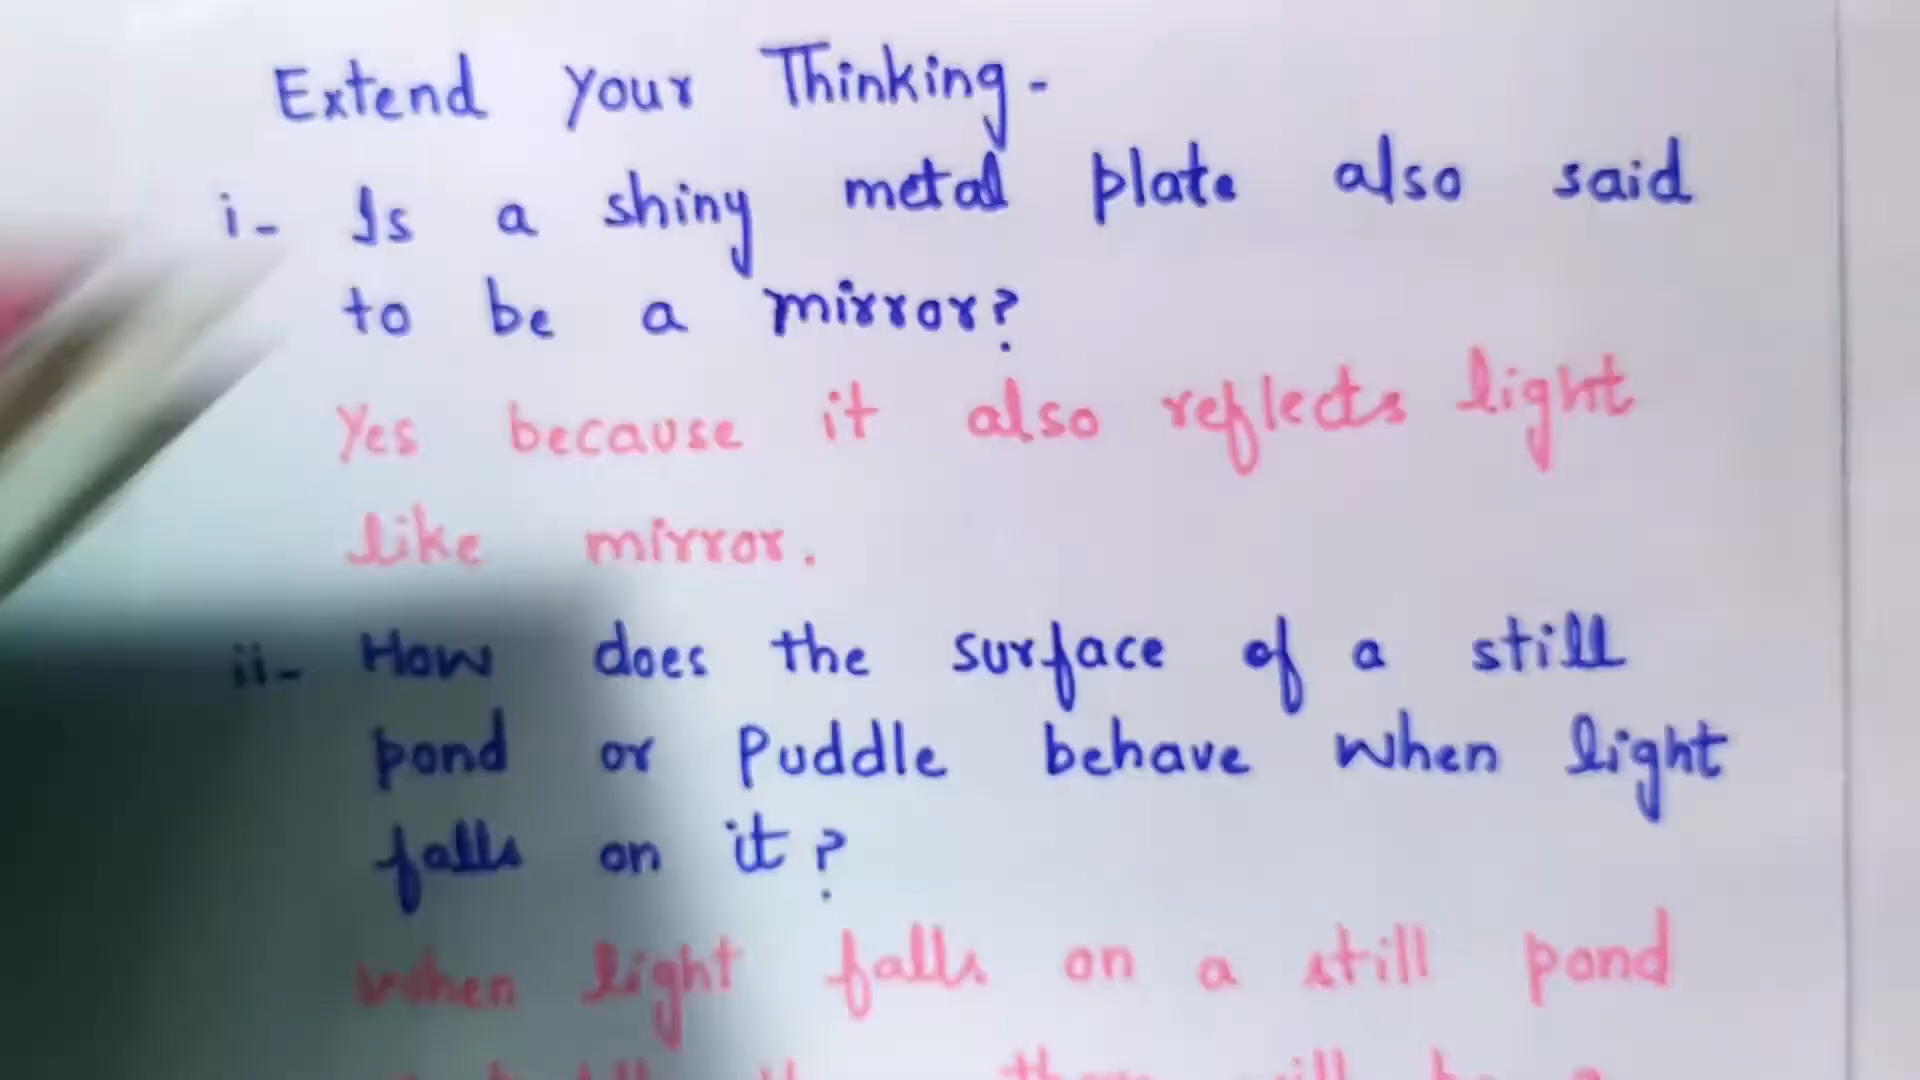 Extend your Thinking -
i- Is a shiny metal plate also said
to be a mirror?
Yes because it also reflects light
like mirror.
ii- How does the surface of a still
pond or Puddle behave when light
falls on it?
When light falls on a still pond